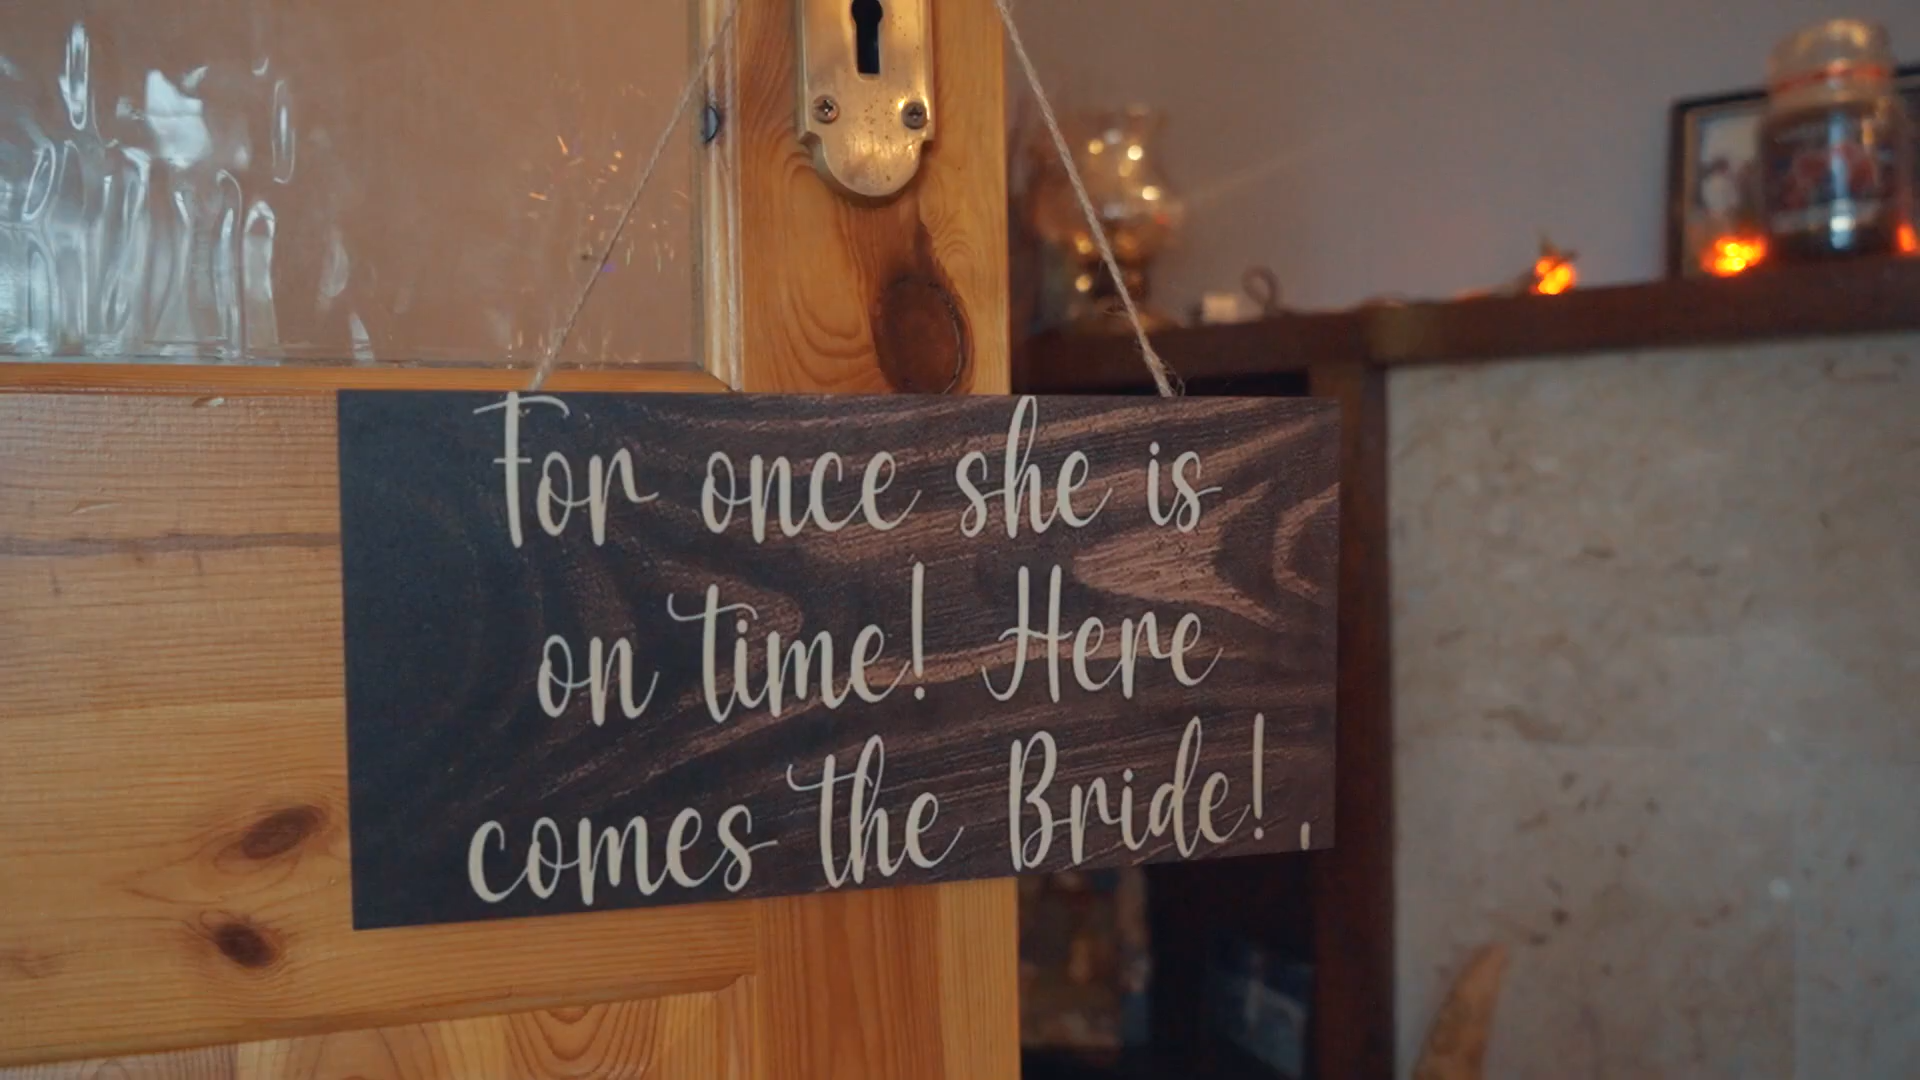 For once she is
on time! Here
comes the Bride! ,